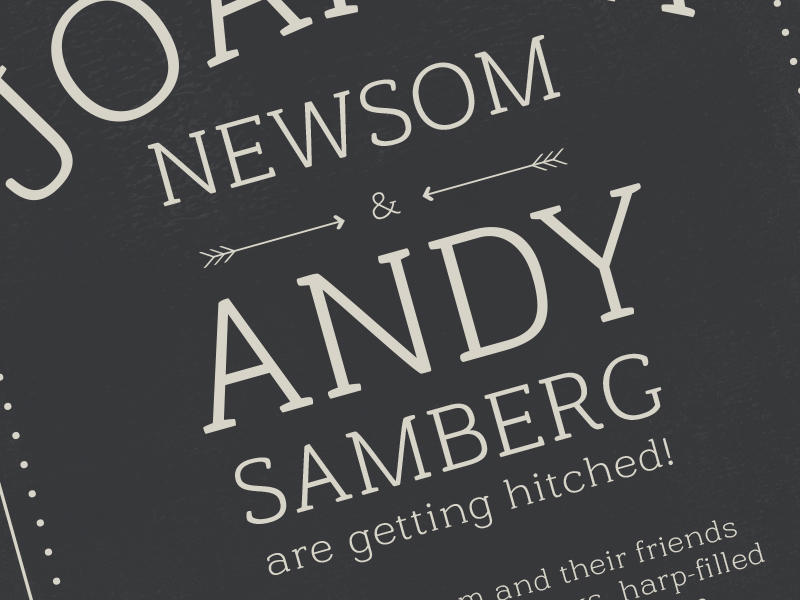 NEWSOM
&
ANDY
SAMBERG
are getting hitched!
and their friends
harp-filled